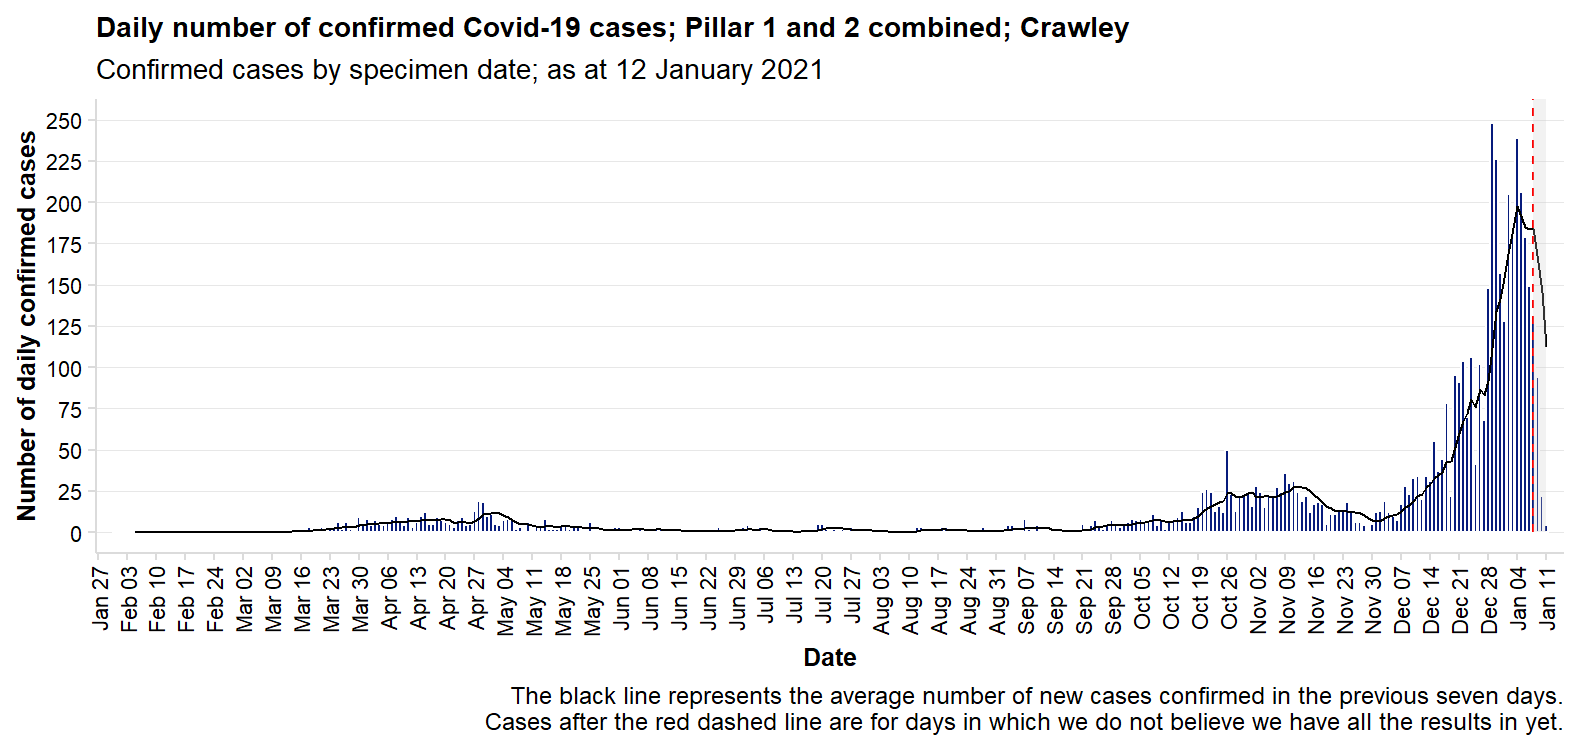 Daily number of confirmed Covid-19 cases; Pillar 1 and 2 combined; Crawley
Confirmed cases by specimen date; as at 12 January 2021
Number of daily confirmed cases
250
225
200
175
150
125
100
75
50
25
0
Jan 27
Feb 03
Feb 10
Feb 17
Feb 24
Mar 02
Mar 09
Mar 16
Mar 23
Mar 30
Apr 06
Apr 13
Apr 20
Apr 27
May 04
May 11
May 18
May 25
Jun 01
Jun 08
Jun 15
Jun 22
Jun 29
Jul 06
Jul 13
Jul 20
Jul 27
Aug 03
Aug 10
Aug 17
Aug 24
Aug 31
Sep 07
Sep 14
Sep 21
Sep 28
Oct 05
Oct 12
Oct 19
Oct 26
Nov 02
Nov 09
Nov 16
Nov 23
Nov 30
Dec 07
Dec 14
Dec 21
Dec 28
Jan 04
Jan 11
Date
The black line represents the average number of new cases confirmed in the previous seven days.
Cases after the red dashed line are for days in which we do not believe we have all the results in yet.